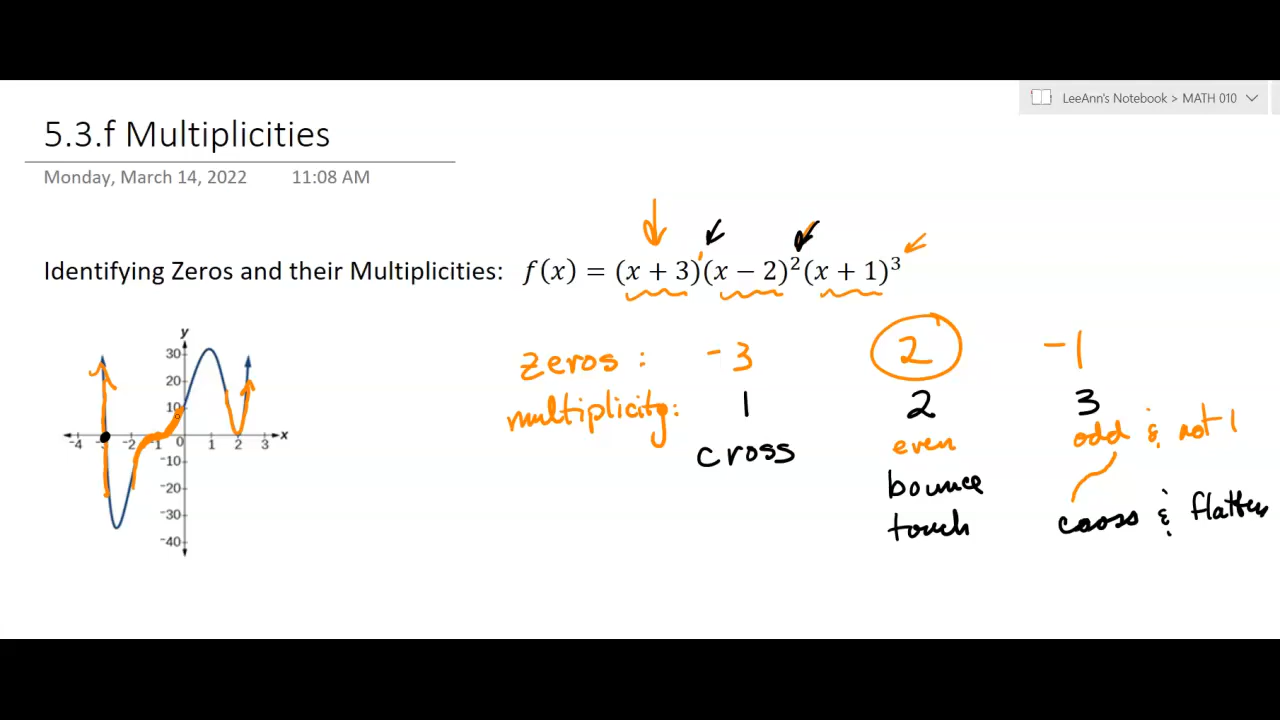 LeeAnn's Notebook > MATH 010
5.3.f Multiplicities
Monday, March 14, 2022 11:08 AM
Identifying Zeros and their Multiplicities: f(x) = (x + 3)¹(x − 2)²(x + 1)³
y
30
20
10
-4 -2 -1 0 1 2 3 x
-10
-20
-30
-40
zeros: -3 2 -1
multiplicity: 1 2 3
cross even odd & not 1
bounce
touch cross & flatten